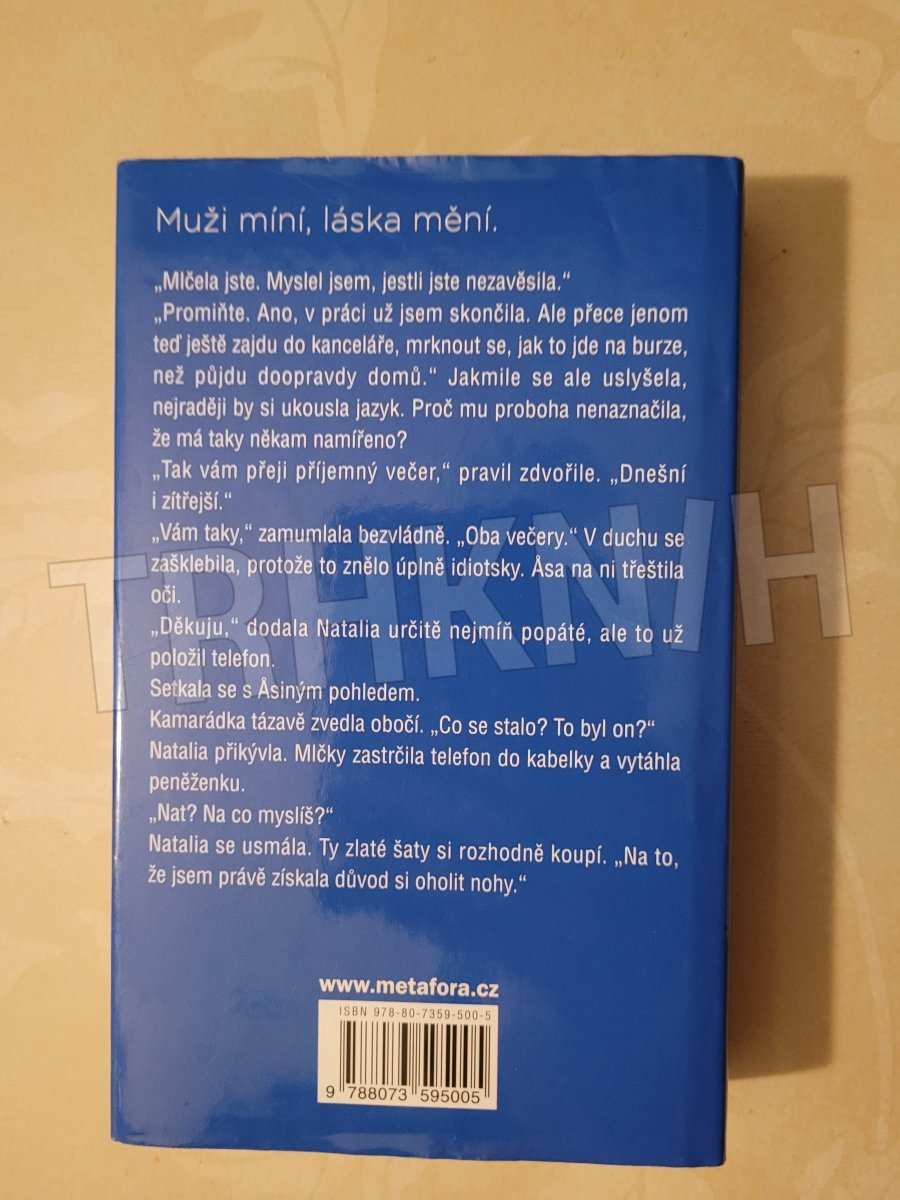 Muži míní, láska mění.
„Mlčela jste. Myslel jsem, jestli jste nezavěsila.“
„Promiňte. Ano, v práci už jsem skončila. Ale přece jenom
teď ještě zajdu do kanceláře, mrknout se, jak to jde na burze,
než půjdu doopravdy domů.“ Jakmile se ale uslyšela,
nejraději by si ukousla jazyk. Proč mu proboha nenaznačila,
že má taky někam namířeno?
„Tak vám přeji příjemný večer,“ pravil zdvořile. „Dnešní
i zítřejší.“
„Vám taky,“ zamumlala bezvládně. „Oba večery.“ V duchu se
zašklebila, protože to znělo úplně idiotsky. Åsa na ni třeštila
oči.
„Děkuju,“ dodala Natalia určitě nejmíň popáté, ale to už
položil telefon.
Setkala se s Åsiným pohledem.
Kamarádka tázavě zvedla obočí. „Co se stalo? To byl on?“
Natalia přikývla. Mlčky zastrčila telefon do kabelky a vytáhla
peněženku.
„Nat? Na co myslíš?“
Natalia se usmála. Ty zlaté šaty si rozhodně koupí. „Na to,
že jsem právě získala důvod si oholit nohy.“
www.metafora.cz
ISBN 978-80-7359-500-5
9 788073 595005
TRHKNIH